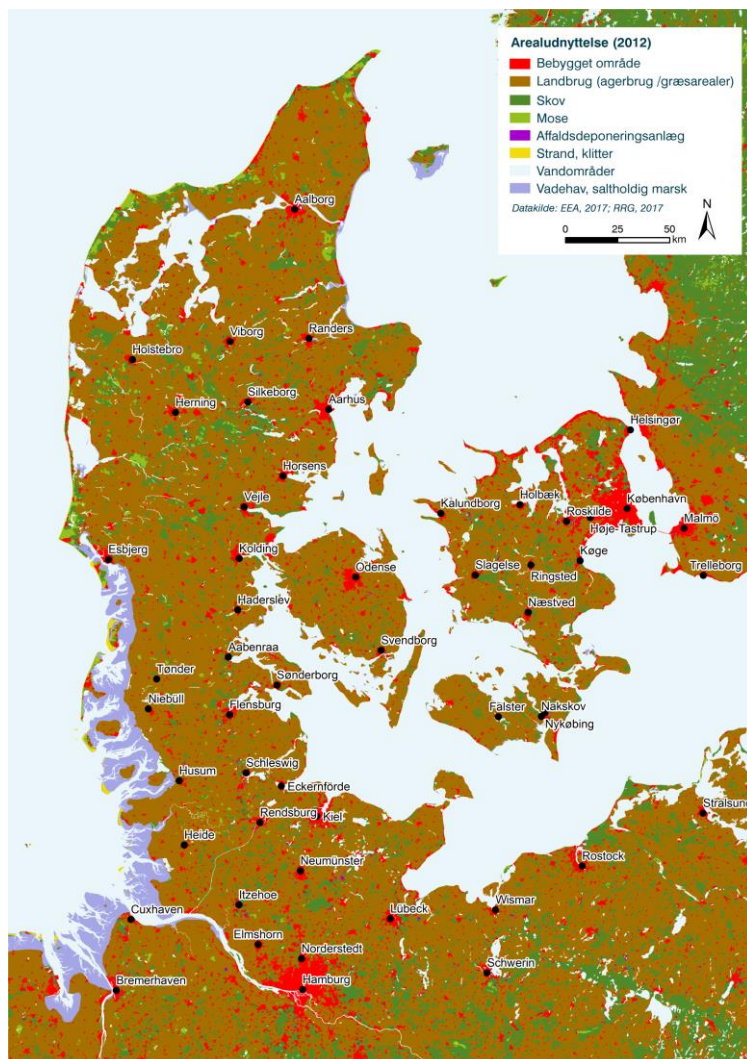 Arealudnyttelse (2012)
Bebygget område
Landbrug (agerbrug /græsarealer)
Skov
Mose
Affaldsdeponeringsanlæg
Strand, klitter
Vandområder
Vadehav, saltholdig marsk
Datakilde: EEA, 2017; RRG, 2017
N
0 25 50
km
Aalborg
Viborg
Randers
Holstebro
Silkeborg
Herning
Aarhus
Helsingør
Horsens
Holbæk
København
Vejle
Kalundborg
Roskilde
Malmö
Høje-Tastrup
Esbjerg
Kolding
Køge
Odense
Slagelse
Trelleborg
Ringsted
Haderslev
Næstved
Aabenraa
Svendborg
Tønder
Sønderborg
Niebüll
Flensburg
Falster
Nakskov
Nykøbing
Schleswig
Husum
Eckernförde
Rendsburg
Kiel
Stralsund
Heide
Neumünster
Rostock
Itzehoe
Wismar
Cuxhaven
Lübeck
Elmshorn
Norderstedt
Schwerin
Bremerhaven
Hamburg